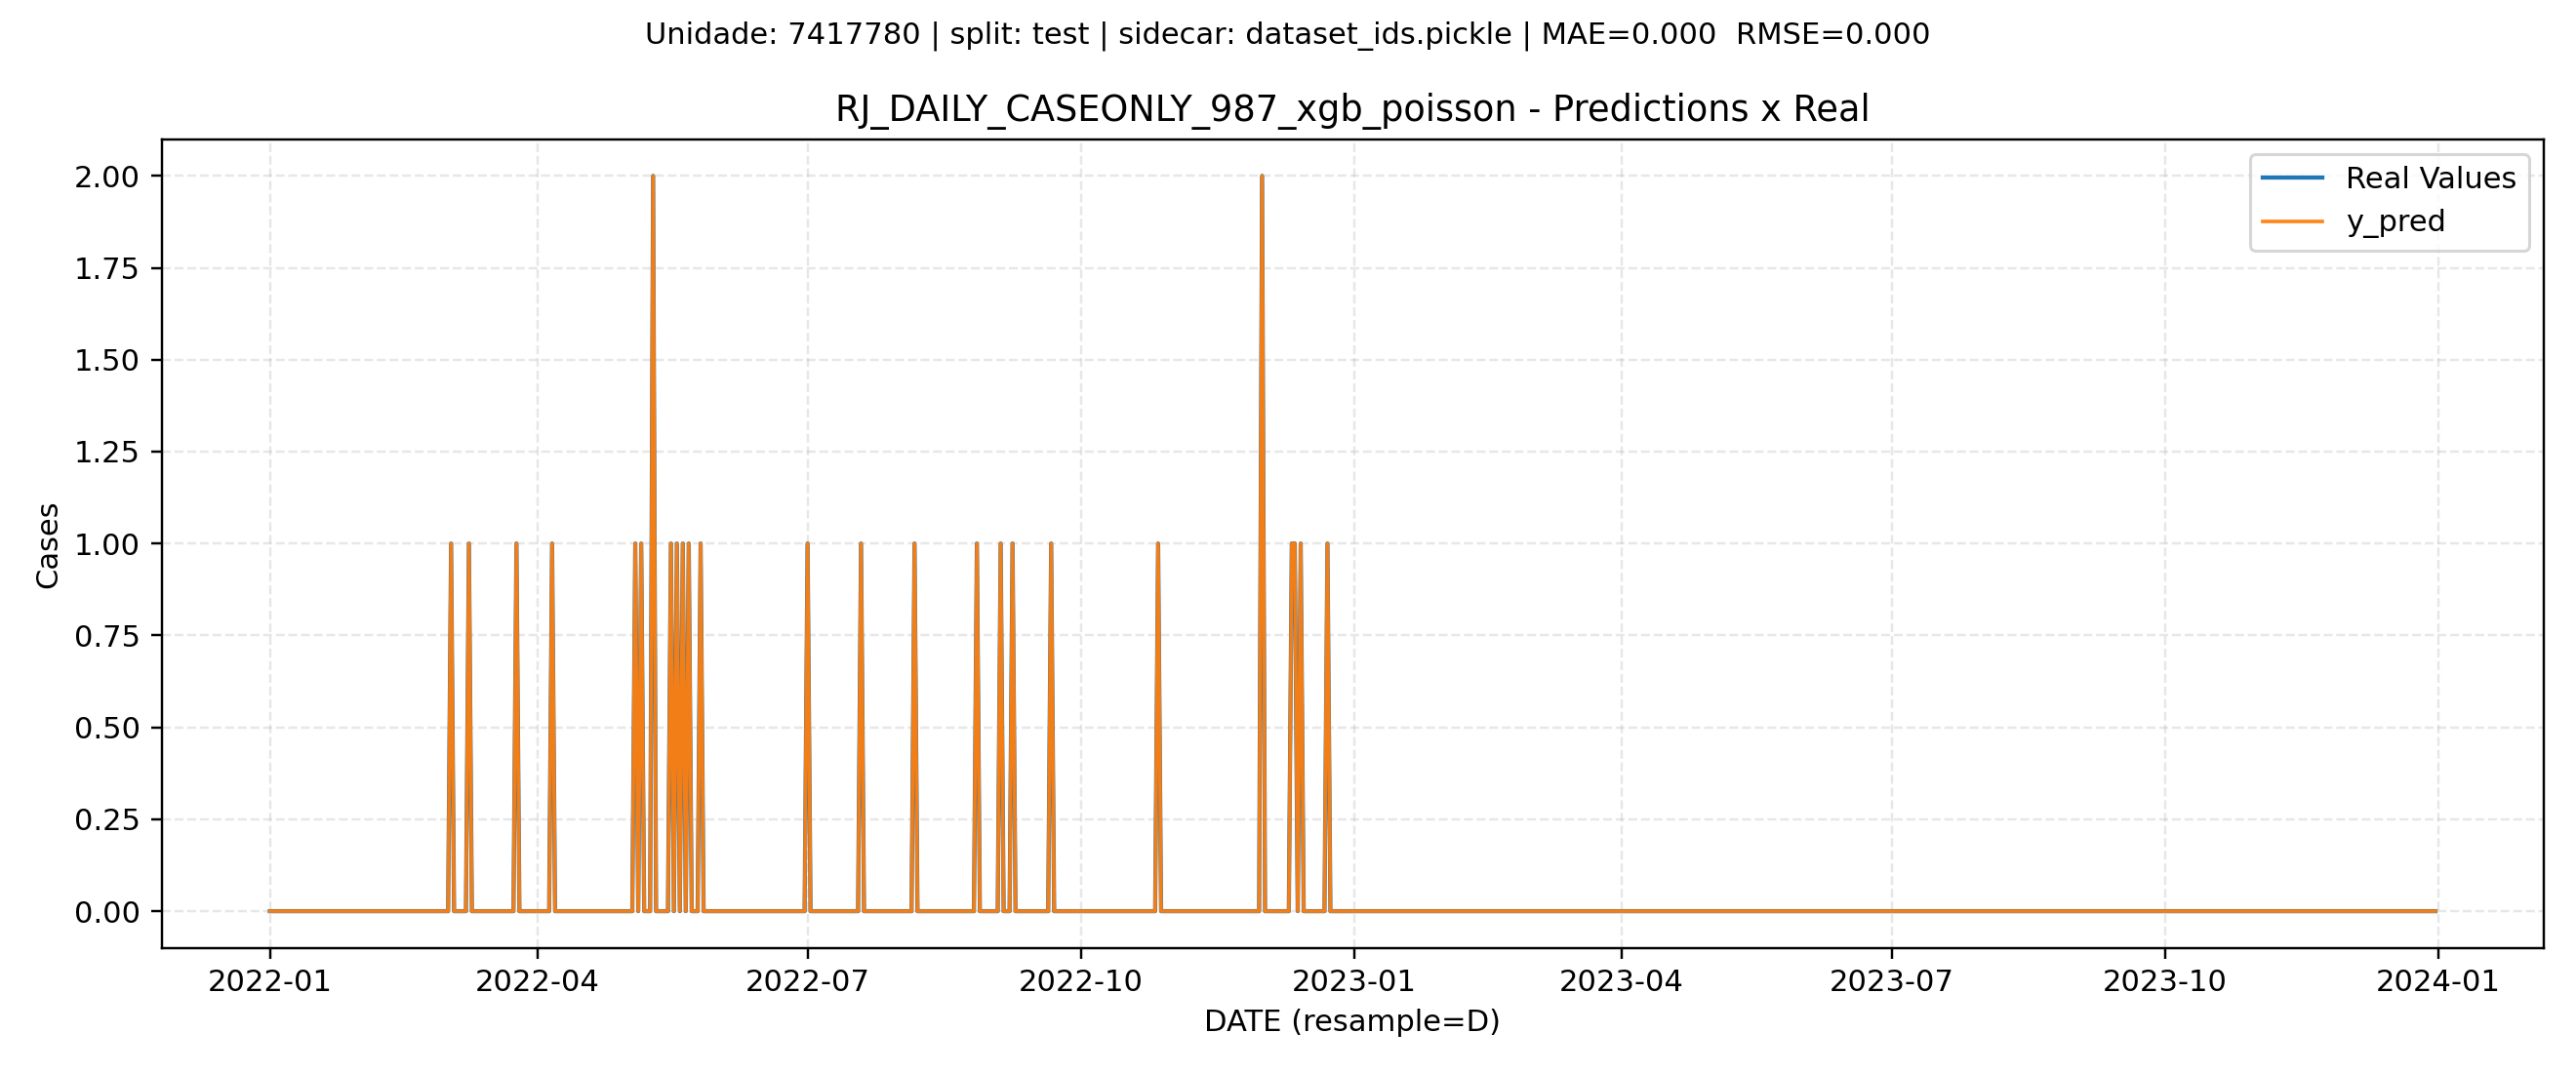 Unidade: 7417780 | split: test | sidecar: dataset_ids.pickle | MAE=0.000  RMSE=0.000
RJ_DAILY_CASEONLY_987_xgb_poisson - Predictions x Real
Real Values
y_pred
Cases
2.00
1.75
1.50
1.25
1.00
0.75
0.50
0.25
0.00
2022-01 2022-04 2022-07 2022-10 2023-01 2023-04 2023-07 2023-10 2024-01
DATE (resample=D)